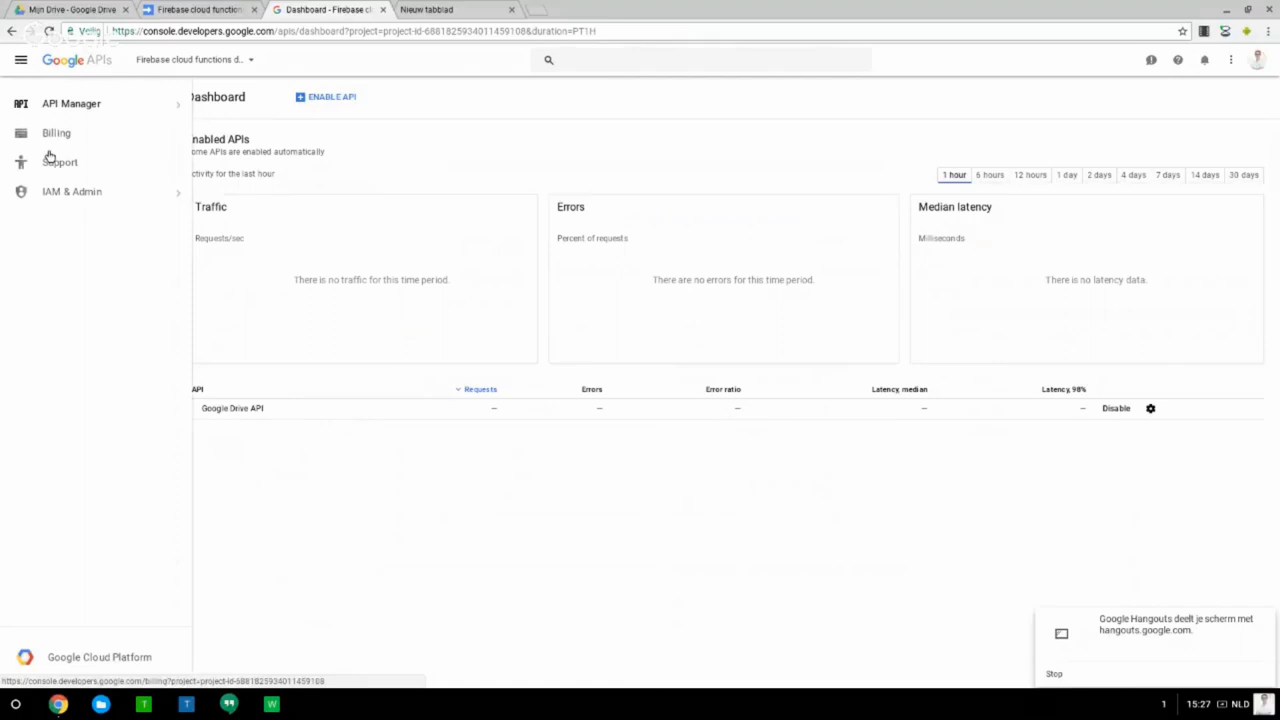 Mijn Drive - Google Drive
Firebase cloud function
Dashboard - Firebase cl
Nieuw tabblad
Veilig
https://console.developers.google.com/apis/dashboard?project=project-id-6881825934011459108&duration=PT1H
Google APIs
Firebase cloud functions d...
API
API Manager
Billing
Support
IAM & Admin
Dashboard
ENABLE API
nabled APIs
ome APIs are enabled automatically
ctivity for the last hour
1 hour
6 hours
12 hours
1 day
2 days
4 days
7 days
14 days
30 days
Traffic
Requests/sec
There is no traffic for this time period.
Errors
Percent of requests
There are no errors for this time period.
Median latency
Milliseconds
There is no latency data.
API
Requests
Errors
Error ratio
Latency, median
Latency, 98%
Google Drive API
–
–
–
–
–
Disable
Google Hangouts deelt je scherm met
hangouts.google.com.
Stop
Google Cloud Platform
https://console.developers.google.com/billing?project=project-id-6881825934011459108
T
T
W
1
15:27
NLD